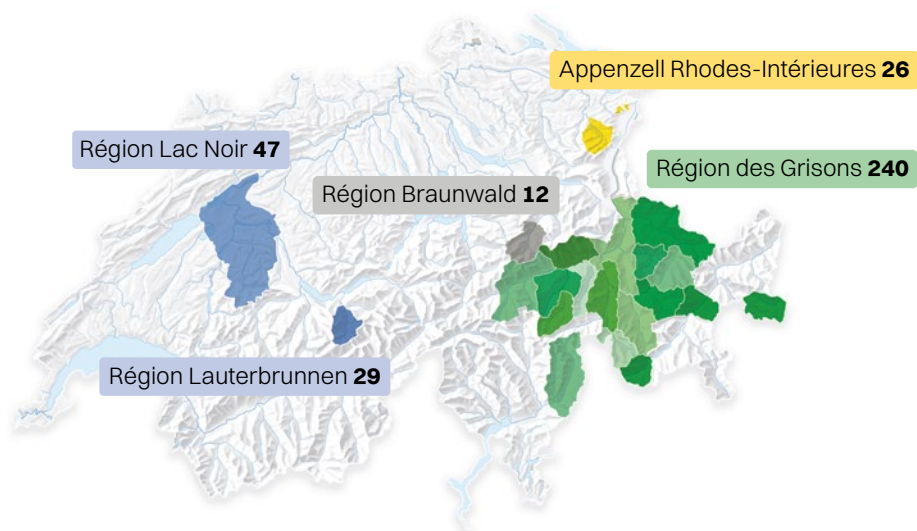 Appenzell Rhodes-Intérieures 26
Région Lac Noir 47
Région des Grisons 240
Région Braunwald 12
Région Lauterbrunnen 29